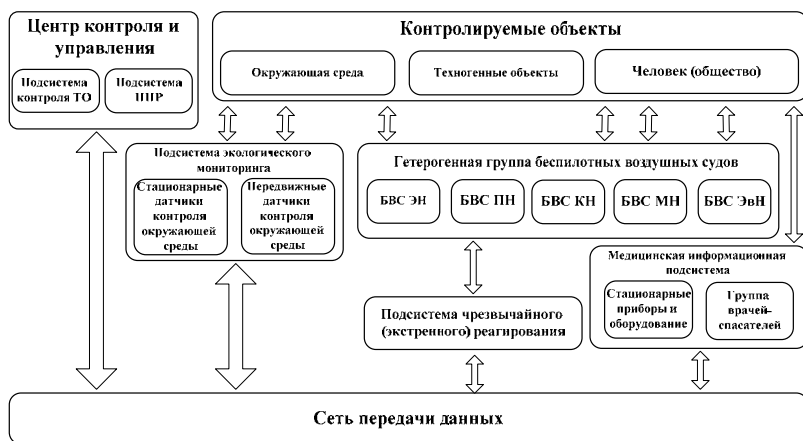 Центр контроля и
управления
Подсистема
контроля ТО
Подсистема
ППР
Контролируемые объекты
Окружающая среда
Техногенные объекты
Человек (общество)
Подсистема экологического
мониторинга
Стационарные
датчики
контроля
окружающей
среды
Передвижные
датчики
контроля
окружающей
среды
Гетерогенная группа беспилотных воздушных судов
БВС ЭН
БВС ПН
БВС КН
БВС МН
БВС ЭвН
Подсистема чрезвычайного
(экстренного) реагирования
Медицинская информационная
подсистема
Стационарные
приборы и
оборудование
Группа
врачей-
спасателей
Сеть передачи данных